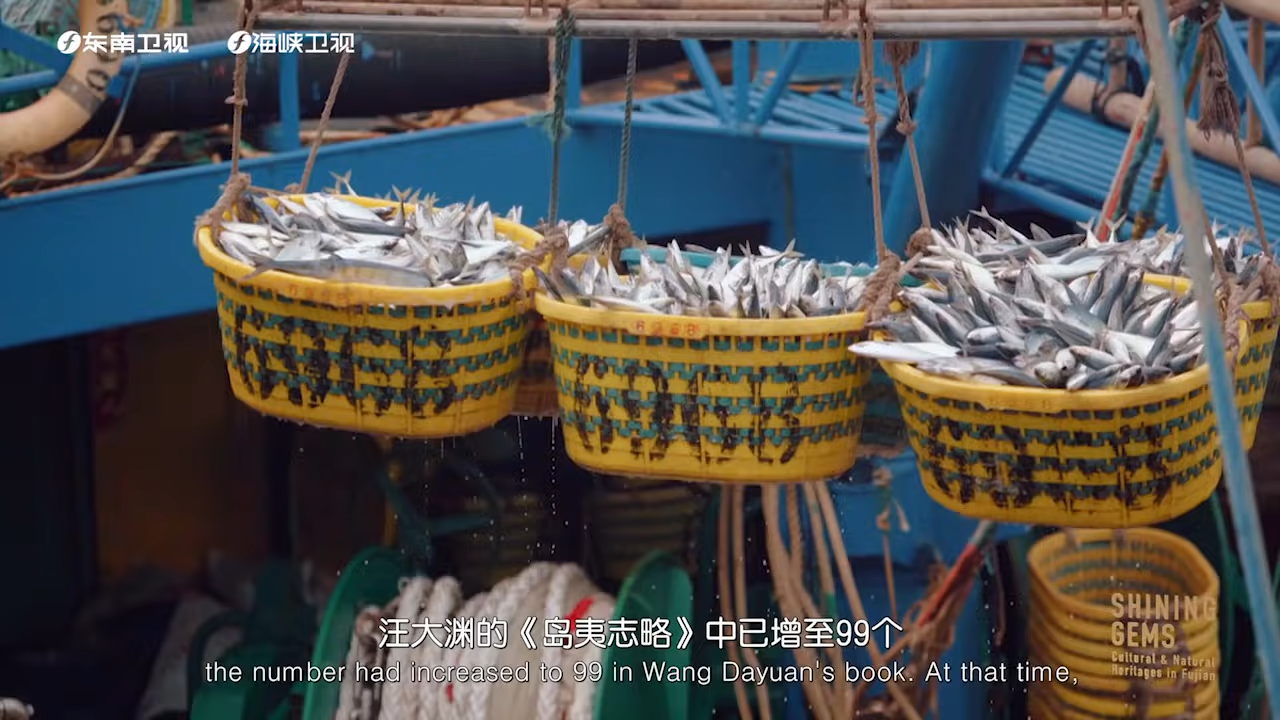 东南卫视 海峡卫视
汪大渊的《岛夷志略》中已增至99个
the number had increased to 99 in Wang Dayuan's book. At that time,
SHINING
GEMS
Cultural & Natural
Heritages in Fujian